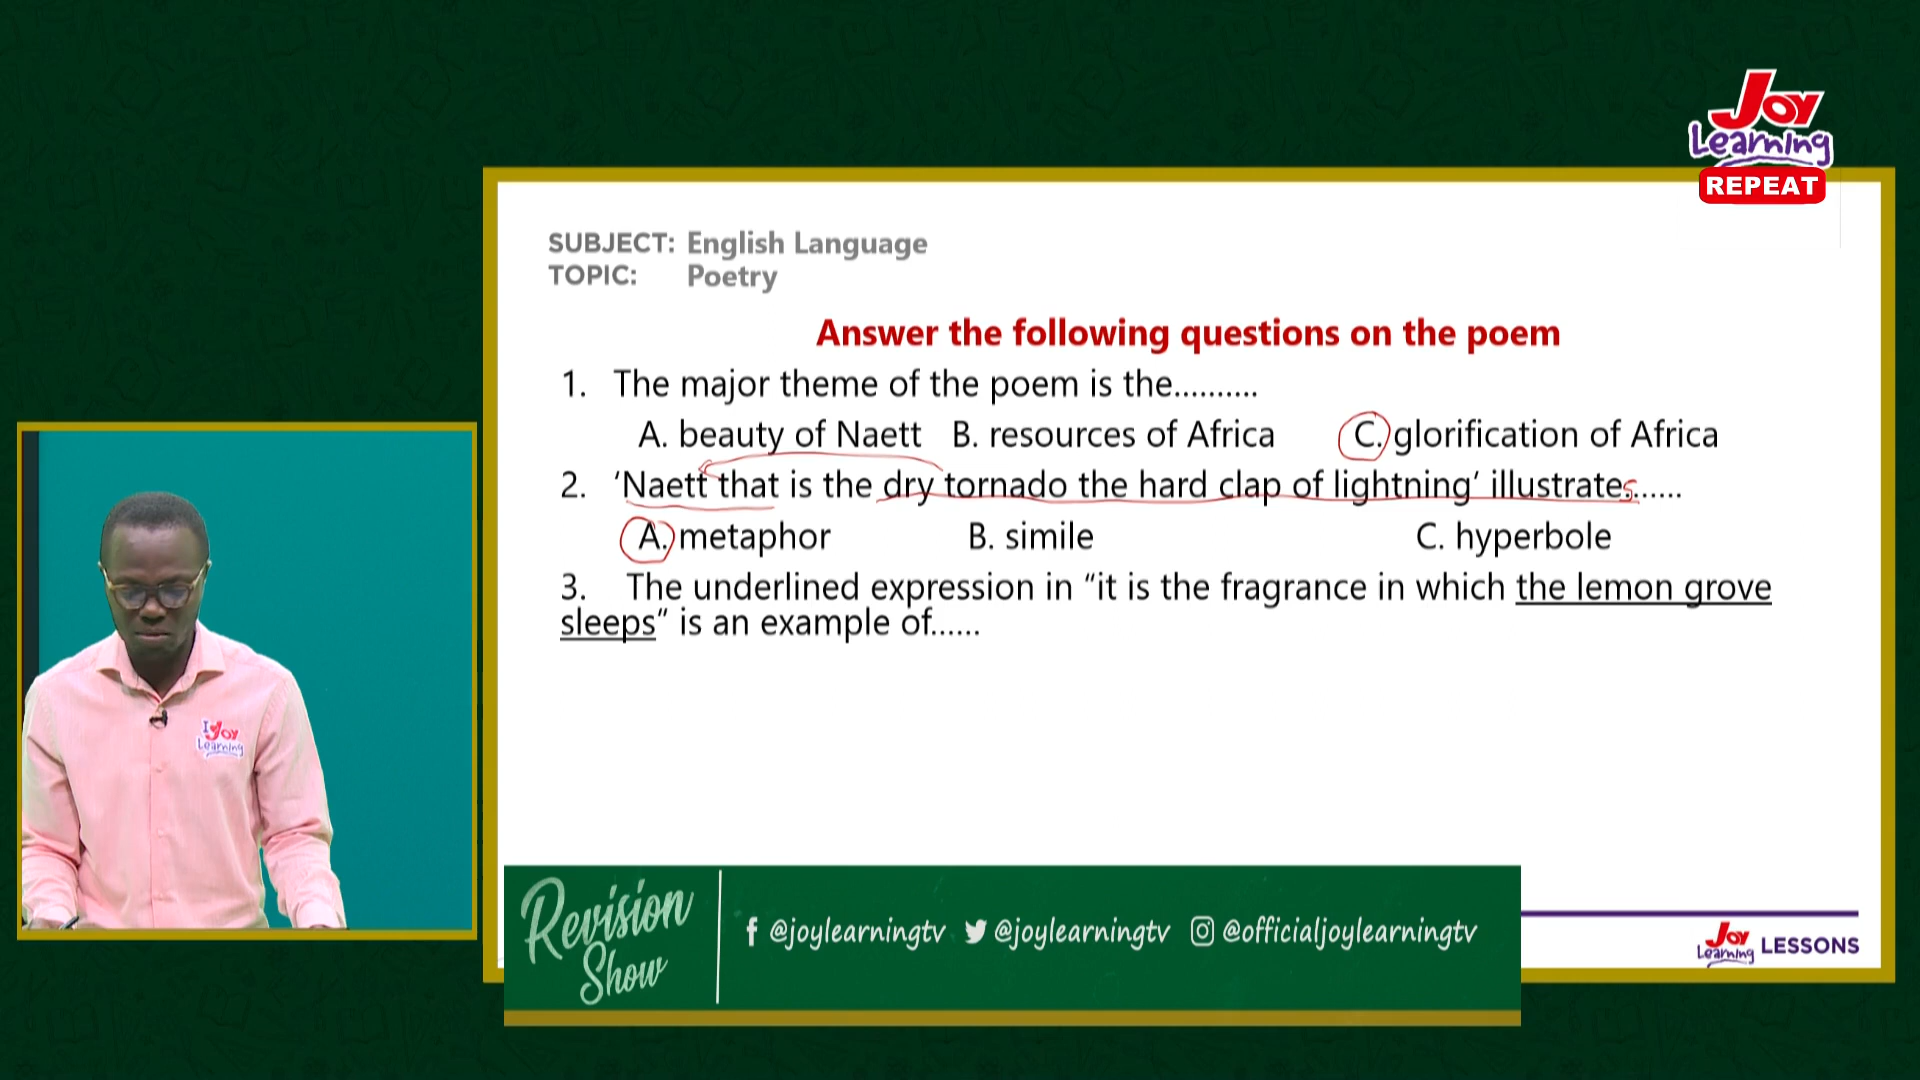 Joy
Learning
REPEAT
SUBJECT: English Language
TOPIC: Poetry
Answer the following questions on the poem
1. The major theme of the poem is the..........
A. beauty of Naett B. resources of Africa C. glorification of Africa
2. ‘Naett that is the dry tornado the hard clap of lightning’ illustrates......
A. metaphor B. simile C. hyperbole
3. The underlined expression in “it is the fragrance in which the lemon grove
sleeps” is an example of......
I Joy
Learning
Revision
Show
@joylearningtv @joylearningtv @officialjoylearningtv
Joy
Learning LESSONS